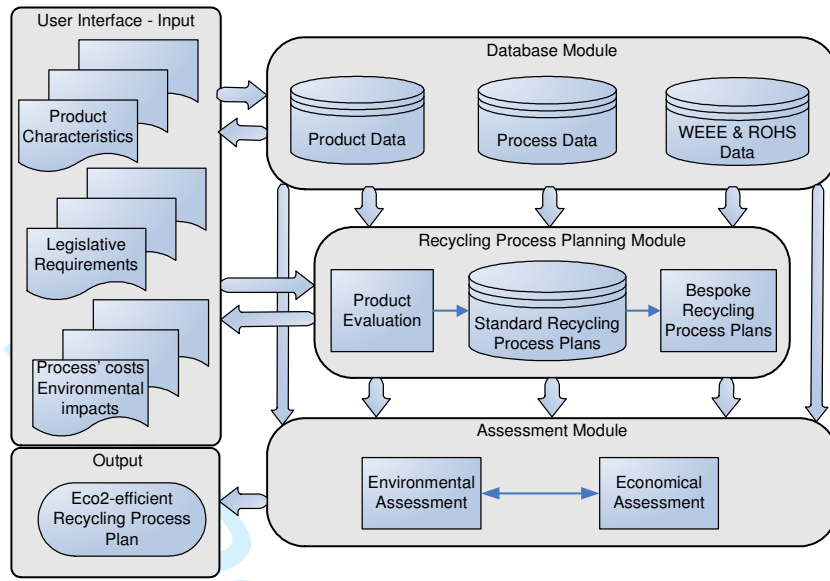 User Interface - Input
Product
Characteristics
Legislative
Requirements
Process' costs
Environmental
impacts
Output
Eco2-efficient
Recycling Process
Plan
Database Module
Product Data
Process Data
WEEE & ROHS
Data
Recycling Process Planning Module
Product
Evaluation
Standard Recycling
Process Plans
Bespoke
Recycling
Process Plans
Assessment Module
Environmental
Assessment
Economical
Assessment